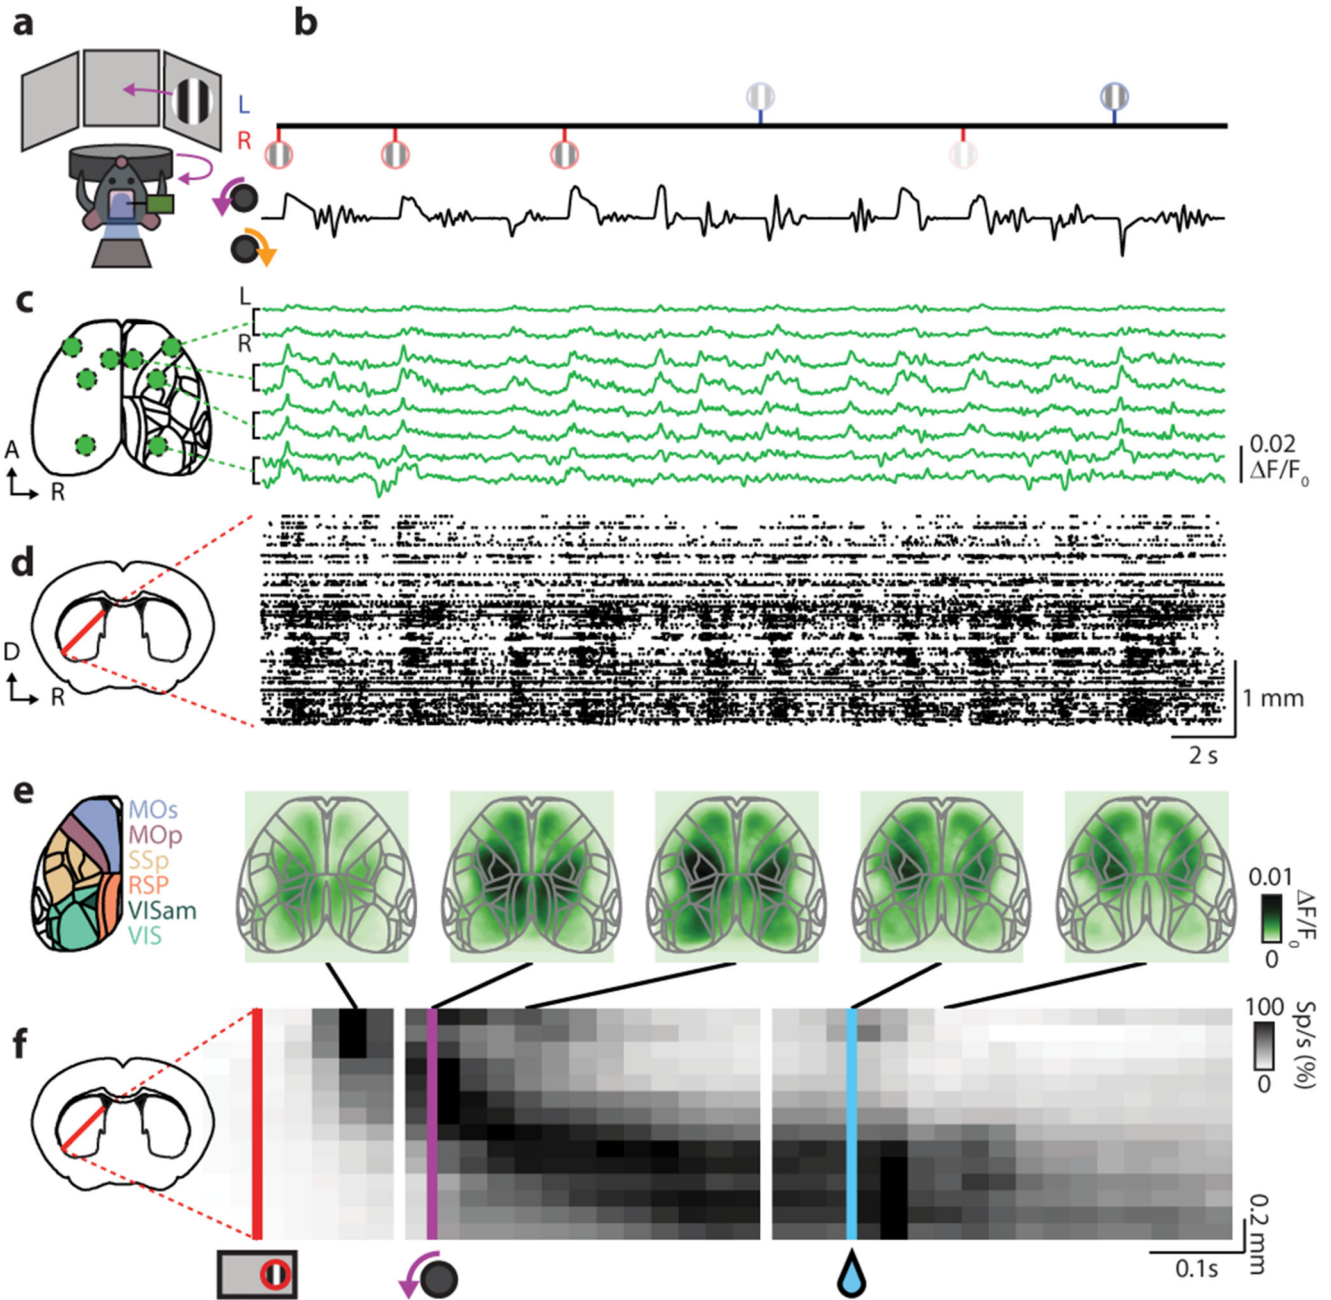 a
b
L
R
c
L
R
A
R
0.02
ΔF/F0
d
D
R
1 mm
2 s
e
MOs
MOp
SSp
RSP
VISam
VIS
0.01
ΔF/F0
0
f
100
Sp/s (%)
0
0.2 mm
0.1s